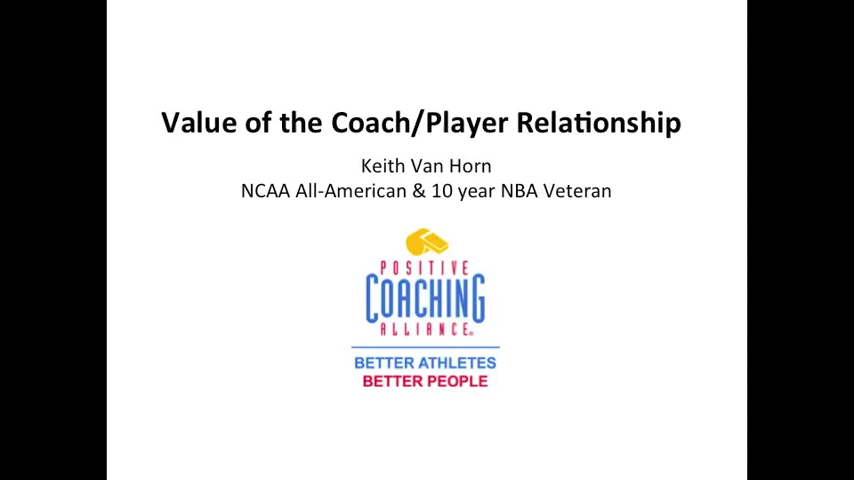 Value of the Coach/Player Relationship
Keith Van Horn
NCAA All-American & 10 year NBA Veteran
POSITIVE
COACHING
ALLIANCE®
BETTER ATHLETES
BETTER PEOPLE